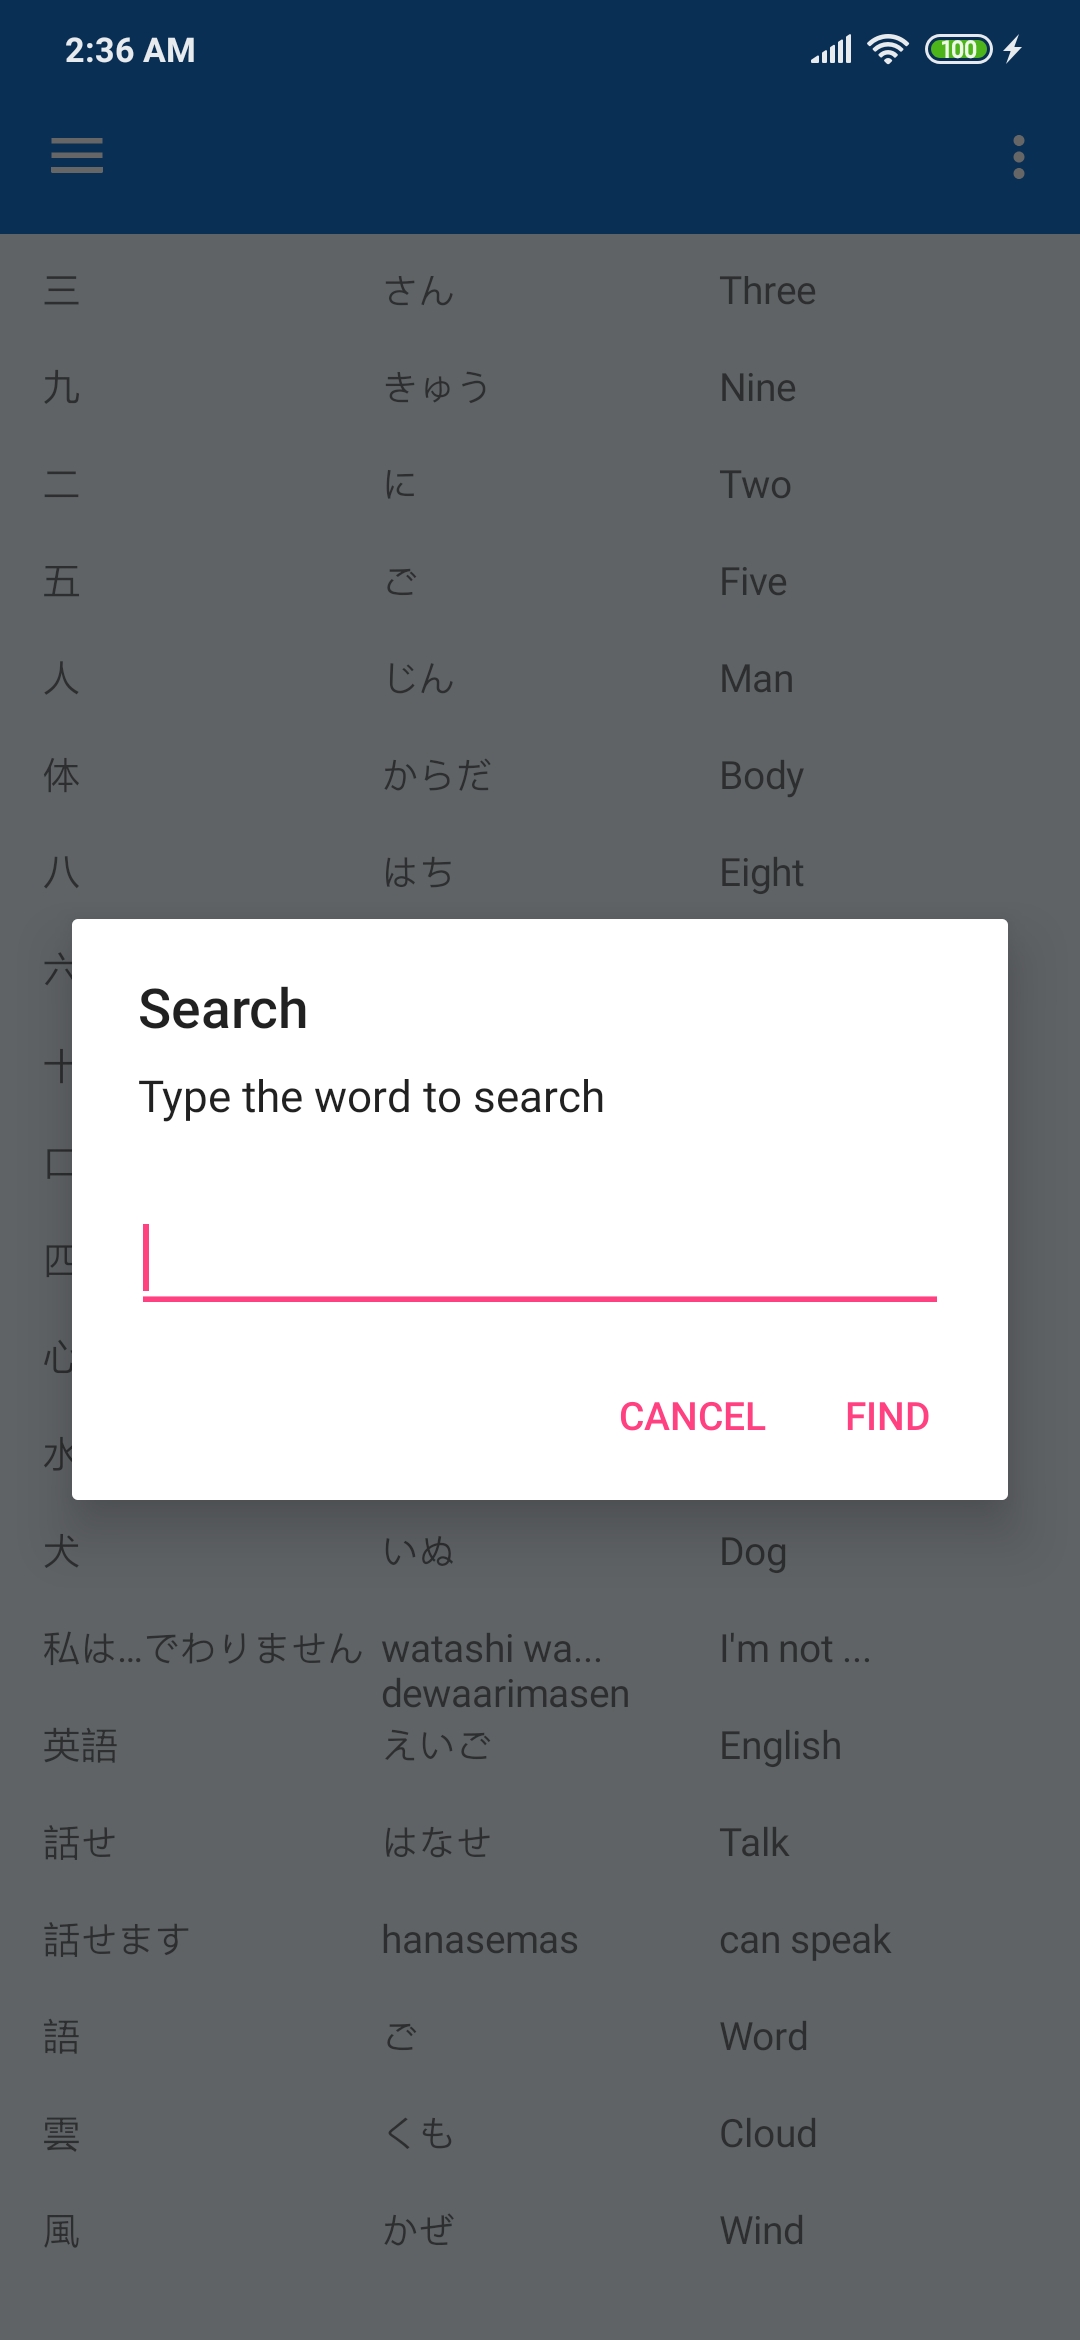 2:36 AM
100
三 さん Three
九 きゅう Nine
二 に Two
五 ご Five
人 じん Man
体 からだ Body
八 はち Eight
六
十
口
四
心
水
Search
Type the word to search
CANCEL FIND
犬 いぬ Dog
私は...でわりません watashi wa... I'm not ...
dewaarimasen
英語 えいご English
話せ はなせ Talk
話せます hanasemas can speak
語 ご Word
雲 くも Cloud
風 かぜ Wind